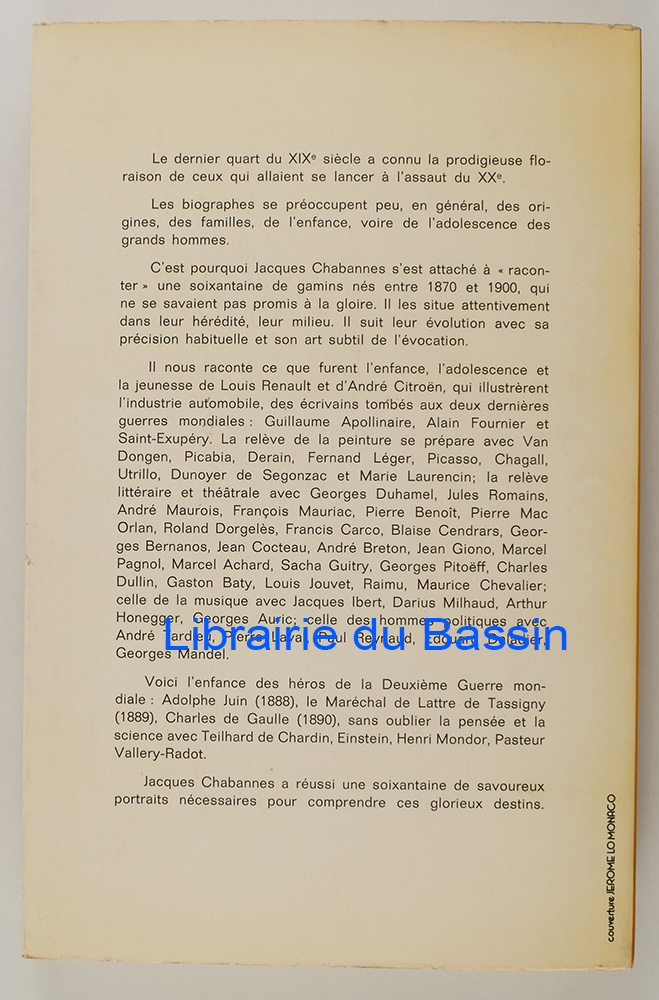 Le dernier quart du XIXe siècle a connu la prodigieuse flo-
raison de ceux qui allaient se lancer à l'assaut du XXe.
Les biographes se préoccupent peu, en général, des ori-
gines, des familles, de l'enfance, voire de l'adolescence des
grands hommes.
C'est pourquoi Jacques Chabannes s'est attaché à « racon-
ter » une soixantaine de gamins nés entre 1870 et 1900, qui
ne se savaient pas promis à la gloire. Il les situe attentivement
dans leur hérédité, leur milieu. Il suit leur évolution avec sa
précision habituelle et son art subtil de l'évocation.
Il nous raconte ce que furent l'enfance, l'adolescence et
la jeunesse de Louis Renault et d'André Citroën, qui illustrèrent
l'industrie automobile, des écrivains tombés aux deux dernières
guerres mondiales : Guillaume Apollinaire, Alain Fournier et
Saint-Exupéry. La relève de la peinture se prépare avec Van
Dongen, Picabia, Derain, Fernand Léger, Picasso, Chagall,
Utrillo, Dunoyer de Segonzac et Marie Laurencin; la relève
littéraire et théâtrale avec Georges Duhamel, Jules Romains,
André Maurois, François Mauriac, Pierre Benoît, Pierre Mac
Orlan, Roland Dorgelès, Francis Carco, Blaise Cendrars, Geor-
ges Bernanos, Jean Cocteau, André Breton, Jean Giono, Marcel
Pagnol, Marcel Achard, Sacha Guitry, Georges Pitoëff, Charles
Dullin, Gaston Baty, Louis Jouvet, Raimu, Maurice Chevalier;
celle de la musique avec Jacques Ibert, Darius Milhaud, Arthur
Honegger, Georges Auric; celle des hommes politiques avec
André Tardieu, Pierre Laval, Paul Reynaud, Edouard Daladier,
Georges Mandel.
Librairie du Bassin
Voici l'enfance des héros de la Deuxième Guerre mon-
diale : Adolphe Juin (1888), le Maréchal de Lattre de Tassigny
(1889), Charles de Gaulle (1890), sans oublier la pensée et la
science avec Teilhard de Chardin, Einstein, Henri Mondor, Pasteur
Vallery-Radot.
Jacques Chabannes a réussi une soixantaine de savoureux
portraits nécessaires pour comprendre ces glorieux destins.
couverture JEROME LO MONACO